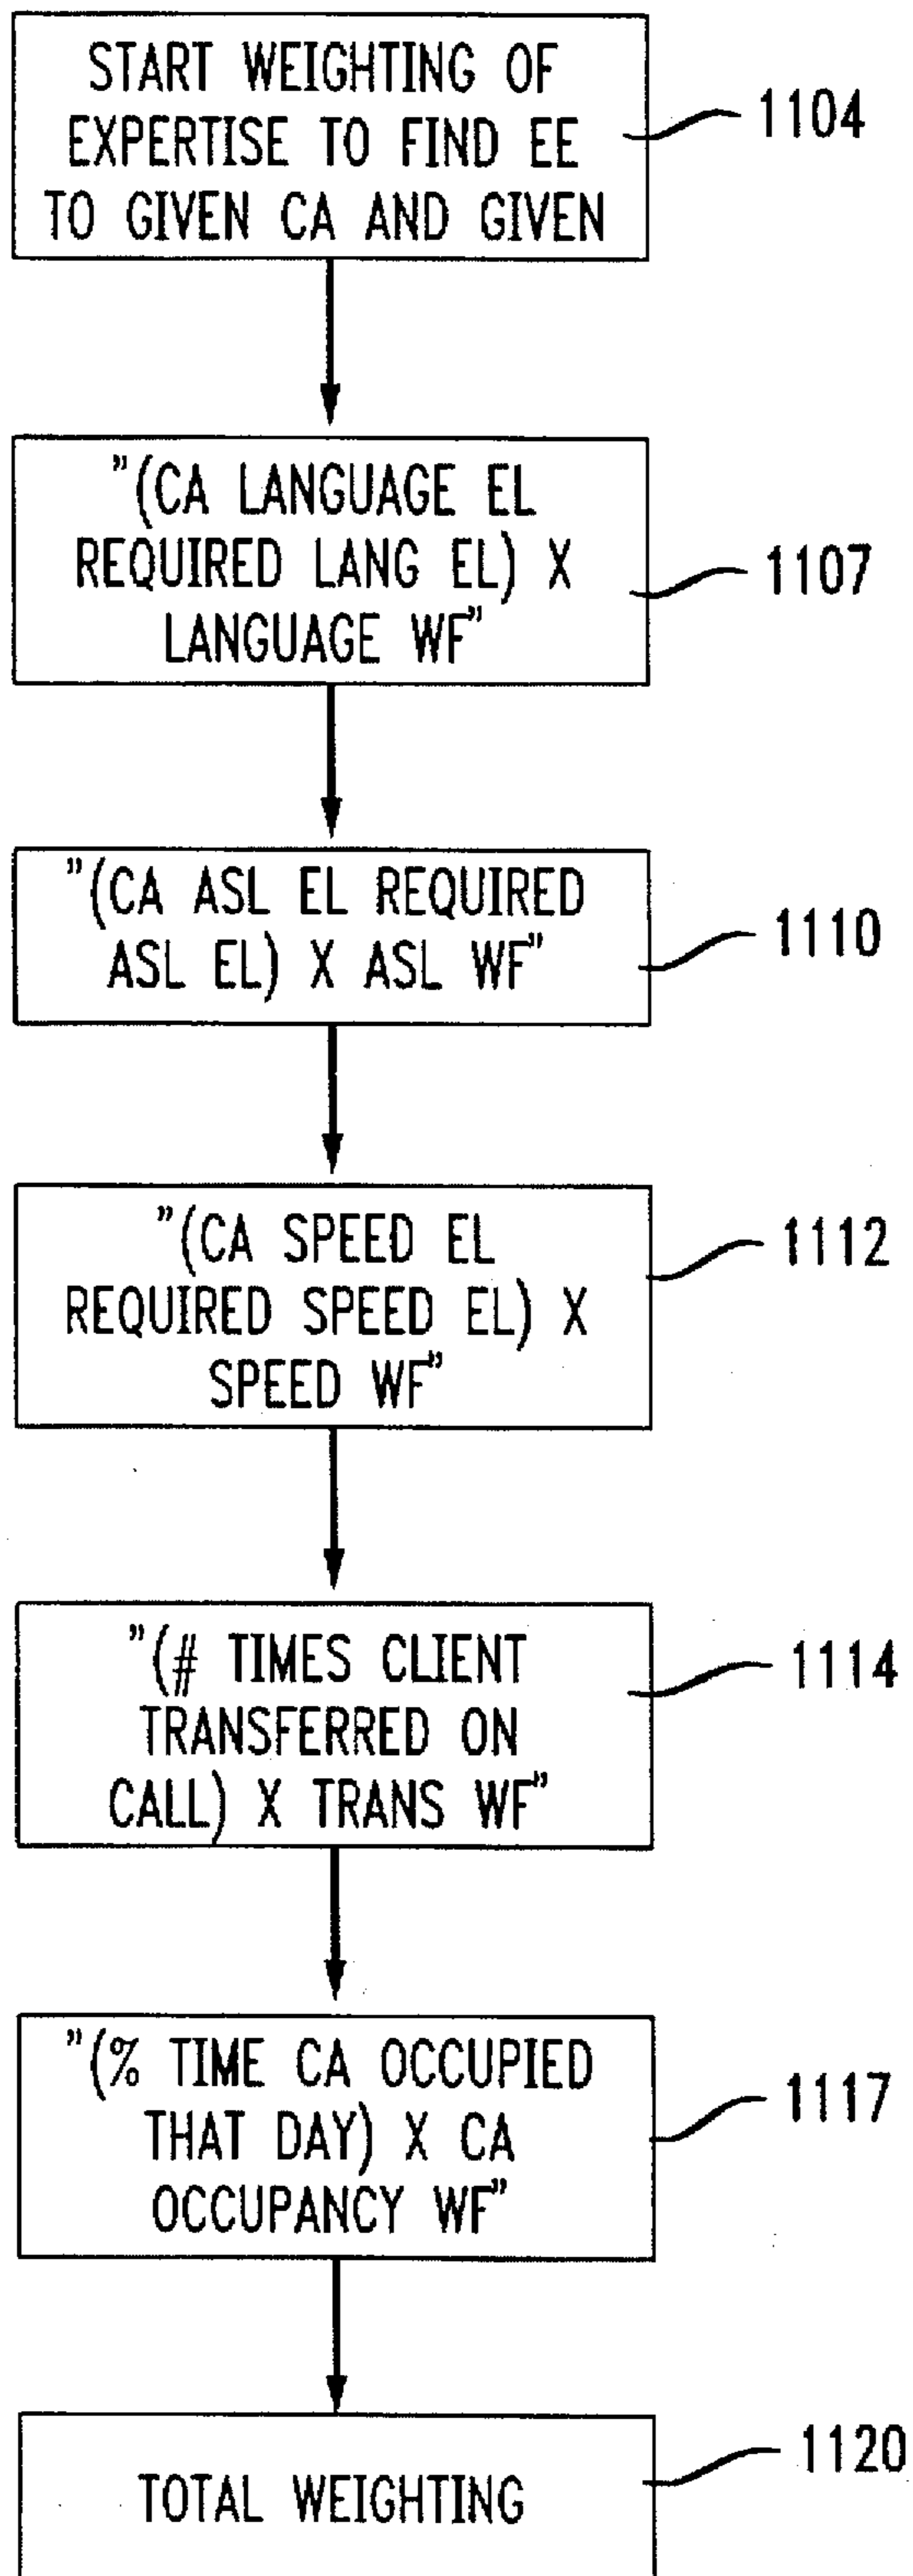 START WEIGHTING OF
EXPERTISE TO FIND EE
TO GIVEN CA AND GIVEN
1104
"(CA LANGUAGE EL
REQUIRED LANG EL) X
LANGUAGE WF"
1107
"(CA ASL EL REQUIRED
ASL EL) X ASL WF"
1110
"(CA SPEED EL
REQUIRED SPEED EL) X
SPEED WF"
1112
"(# TIMES CLIENT
TRANSFERRED ON
CALL) X TRANS WF"
1114
"(% TIME CA OCCUPIED
THAT DAY) X CA
OCCUPANCY WF"
1117
TOTAL WEIGHTING
1120